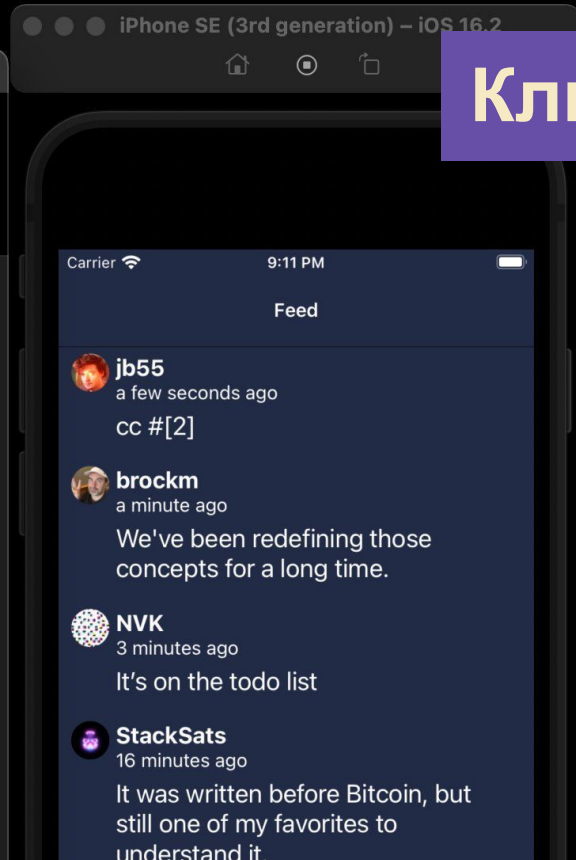 iPhone SE (3rd generation) – iOS 16.2
Carrier
9:11 PM
Feed
jb55
a few seconds ago
cc #[2]
brockm
a minute ago
We've been redefining those
concepts for a long time.
NVK
3 minutes ago
It’s on the todo list
StackSats
16 minutes ago
It was written before Bitcoin, but
still one of my favorites to
understand it.